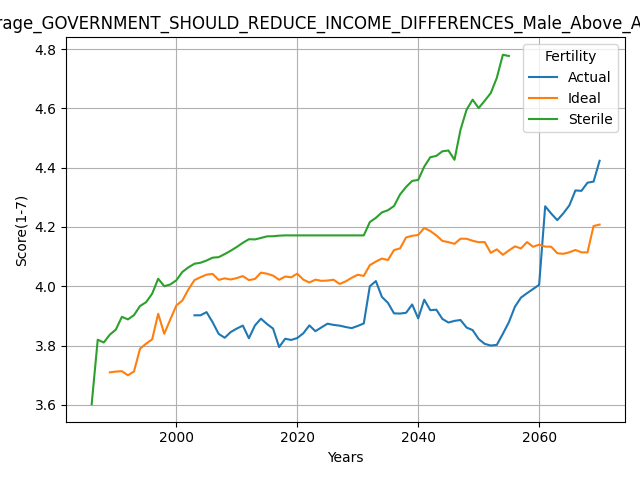 rage_GOVERNMENT_SHOULD_REDUCE_INCOME_DIFFERENCES_Male_Above_A
Fertility
Actual
Ideal
Sterile
4.8
4.6
4.4
4.2
4.0
3.8
3.6
Score(1-7)
2000 2020 2040 2060
Years